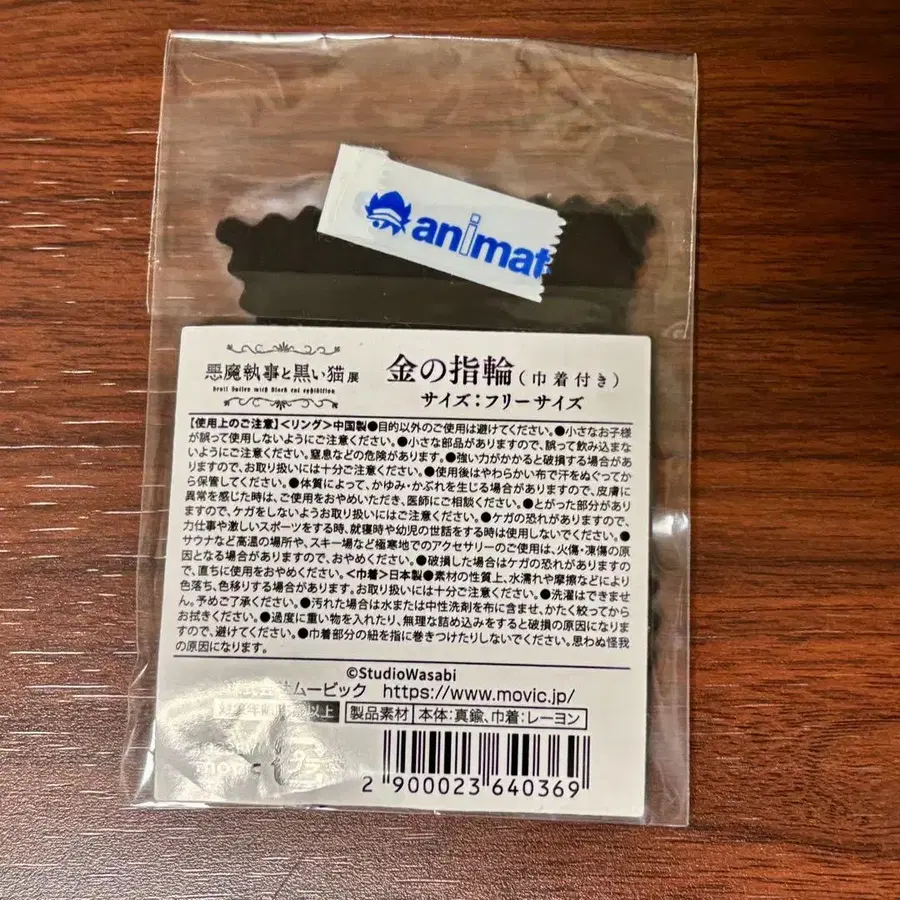 animat
悪魔執事と黒い猫展
Devil butler with black cat exhibition
金の指輪(巾着付き)
サイズ:フリーサイズ
【使用上のご注意】<リング>中国製●目的以外のご使用は避けてください。●小さなお子様
が誤って使用しないようにご注意ください。●小さな部品がありますので、誤って飲み込まな
いようにご注意ください。窒息などの危険があります。●強い力がかかると破損する場合があ
りますので、お取り扱いには十分ご注意ください。●使用後はやわらかい布で汗をぬぐってか
ら保管してください。●体質によって、かゆみ・かぶれを生じる場合がありますので、皮膚に
異常を感じた時は、ご使用をおやめいただき、医師にご相談ください。●とがった部分があり
ますので、ケガをしないようお取り扱いにはご注意ください。●ケガの恐れがありますので、
力仕事や激しいスポーツをする時、就寝時や幼児の世話をする時は使用しないでください。●
サウナなど高温の場所や、スキー場など極寒地でのアクセサリーのご使用は、火傷・凍傷の原
因となる場合がありますので、おやめください。●破損した場合はケガの恐れがありますの
で、直ちに使用をおやめください。<巾着>日本製●素材の性質上、水濡れや摩擦などにより
色落ち、色移りする場合があります。お取り扱いには十分ご注意ください。●洗濯はできませ
ん。予めご了承ください。●汚れた場合は水または中性洗剤を布に含ませ、かたく絞ってから
お拭きください。●過度に重い物を入れたり、無理な詰め込みをすると破損の原因になりま
すので、避けてください。●巾着部分の紐を指に巻きつけたりしないでください。思わぬ怪我
の原因になります。
©StudioWasabi
株式会社ムービック https://www.movic.jp/
以上 製品素材 本体:真鍮、巾着:レーヨン
2 900023 640369